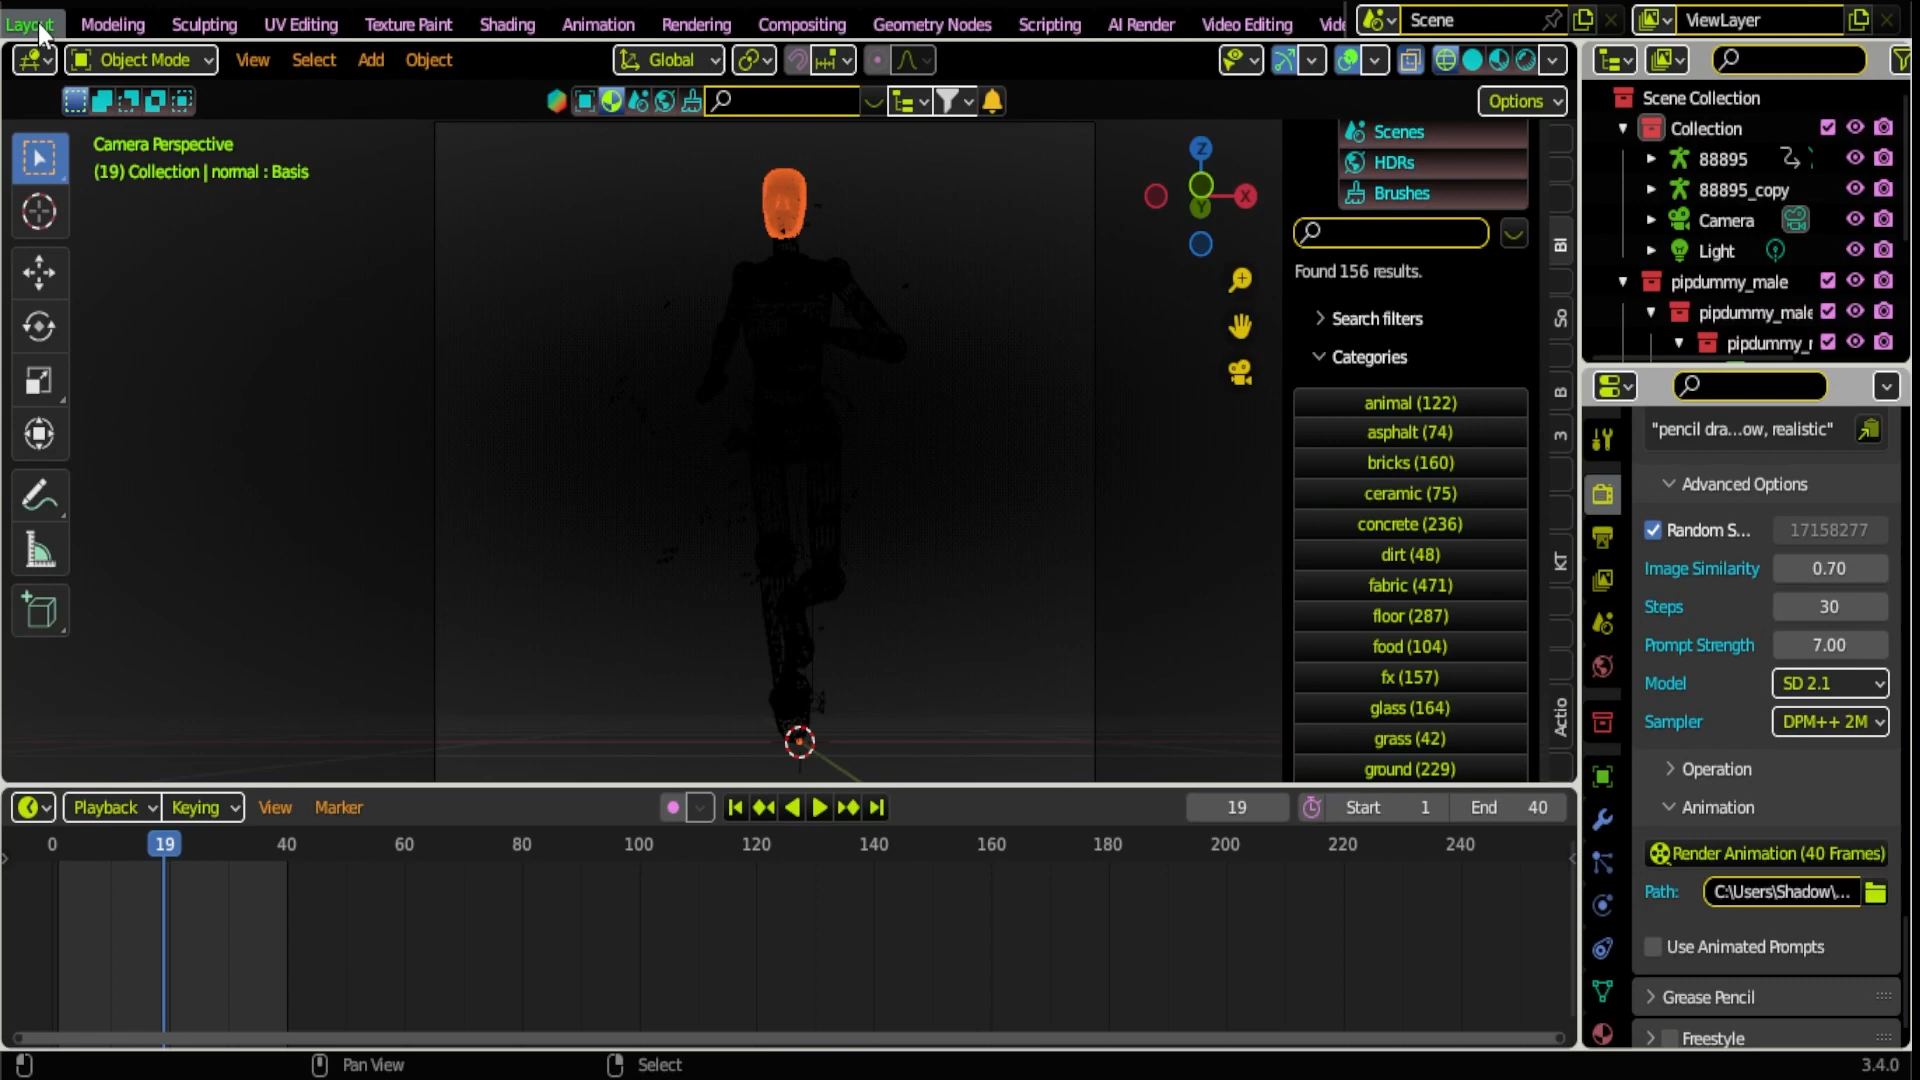 Layout Modeling Sculpting UV Editing Texture Paint Shading Animation Rendering Compositing Geometry Nodes Scripting AI Render Video Editing Vid
Scene
ViewLayer
Object Mode View Select Add Object
Global
Options
Camera Perspective
(19) Collection | normal : Basis
Z
X
Y
Scenes
HDRs
Brushes
Found 156 results.
Search filters
Categories
animal (122)
asphalt (74)
bricks (160)
ceramic (75)
concrete (236)
dirt (48)
fabric (471)
floor (287)
food (104)
fx (157)
glass (164)
grass (42)
ground (229)
Bl
So
B
3
KT
Actio
Scene Collection
Collection
88895
88895_copy
Camera
Light
pipdummy_male
pipdummy_male
pipdummy_r
"pencil dra...ow, realistic"
Advanced Options
Random S... 17158277
Image Similarity 0.70
Steps 30
Prompt Strength 7.00
Model SD 2.1
Sampler DPM++ 2M
Operation
Animation
Render Animation (40 Frames)
Path: C:\Users\Shadow\...
Use Animated Prompts
Grease Pencil
Freestyle
Playback Keying View Marker
19 Start 1 End 40
0 19 40 60 80 100 120 140 160 180 200 220 240
Pan View Select 3.4.0